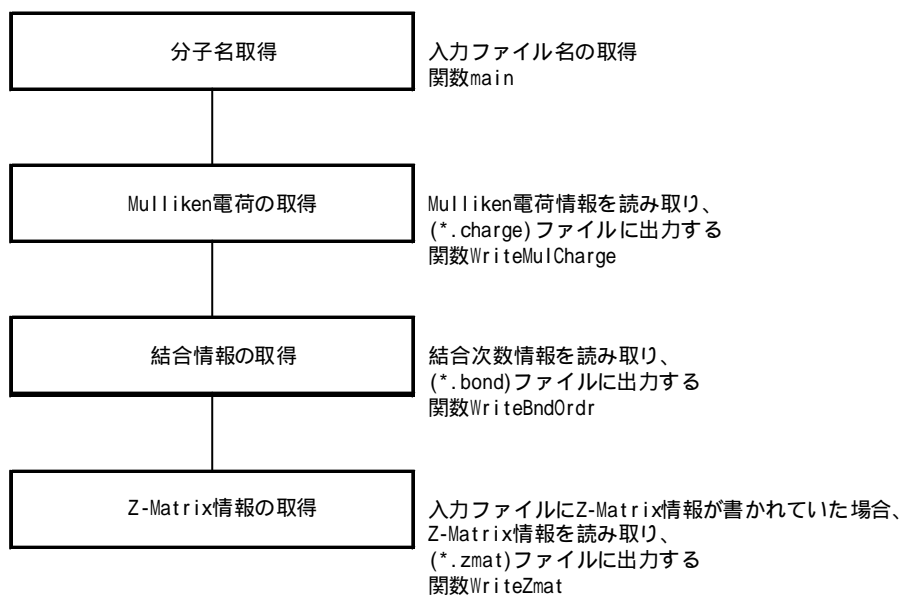 分子名取得
入力ファイル名の取得
関数main
Mulliken電荷の取得
Mulliken電荷情報を読み取り、
(*.charge)ファイルに出力する
関数WriteMulCharge
結合情報の取得
結合次数情報を読み取り、
(*.bond)ファイルに出力する
関数WriteBndOrdr
Z-Matrix情報の取得
入力ファイルにZ-Matrix情報が書かれていた場合、
Z-Matrix情報を読み取り、
(*.zmat)ファイルに出力する
関数WriteZmat